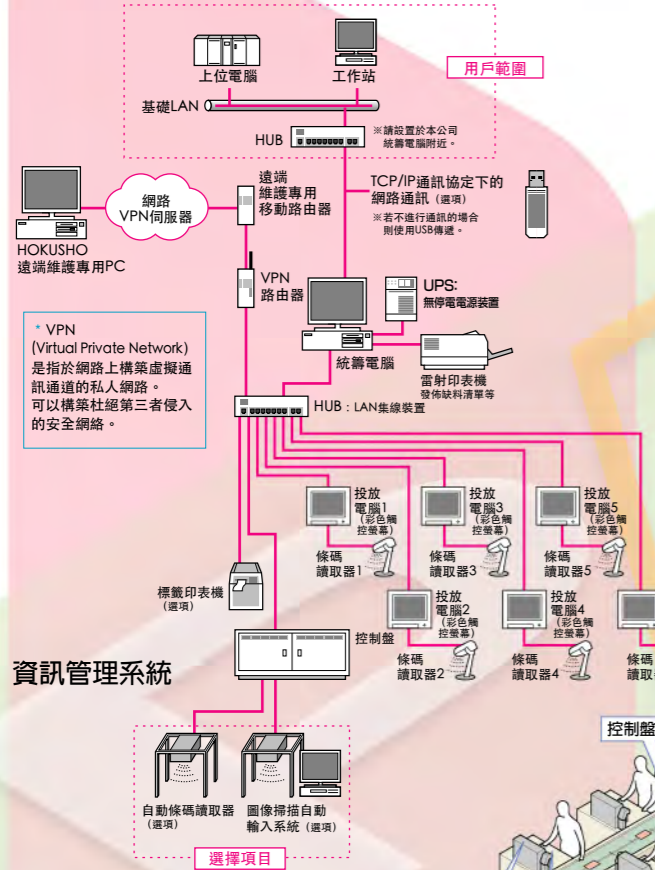 上位電腦
工作站
用戶範圍
基礎LAN
HUB
※請設置於本公司
統籌電腦附近。
TCP/IP通訊協定下的
網路通訊 (選項)
※若不進行通訊的場合
則使用USB傳遞。
網路
VPN伺服器
遠端
維護專用
移動路由器
HOKUSHO
遠端維護專用PC
VPN
路由器
UPS:
無停電電源裝置
統籌電腦
雷射印表機
發佈缺料清單等
* VPN
(Virtual Private Network)
是指於網路上構築虛擬通
訊通道的私人網路。
可以構築杜絕第三者侵入
的安全網絡。
HUB：LAN集線裝置
投放
電腦1
(彩色觸
控螢幕)
條碼
讀取器1
投放
電腦3
(彩色觸
控螢幕)
條碼
讀取器3
投放
電腦5
(彩色觸
控螢幕)
條碼
讀取器5
投放
電腦2
(彩色觸
控螢幕)
條碼
讀取器2
投放
電腦4
(彩色觸
控螢幕)
條碼
讀取器4
條碼
讀取
標籤印表機
(選項)
控制盤
資訊管理系統
控制盤
自動條碼讀取器
(選項)
圖像掃描自動
輸入系統 (選項)
選擇項目